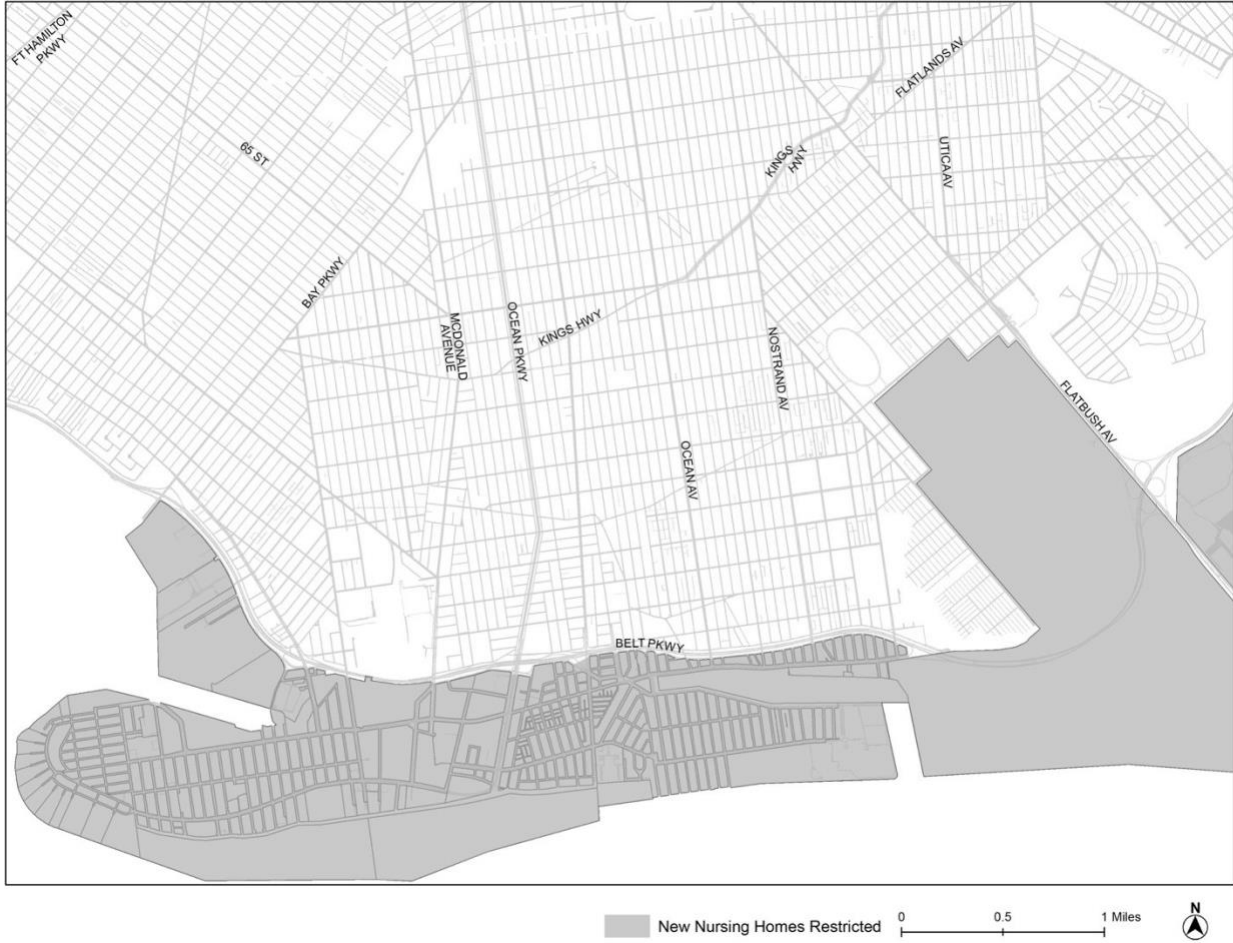 FT HAMILTON
PKWY
FLATLANDS AV
65 ST
KINGS
HWY
UTICA AV
BAY PKWY
MCDONALD
AVENUE
OCEAN PKWY
KINGS HWY
NOSTRAND AV
FLATBUSH AV
OCEAN AV
BELT PKWY
New Nursing Homes Restricted
0 0.5 1 Miles
N